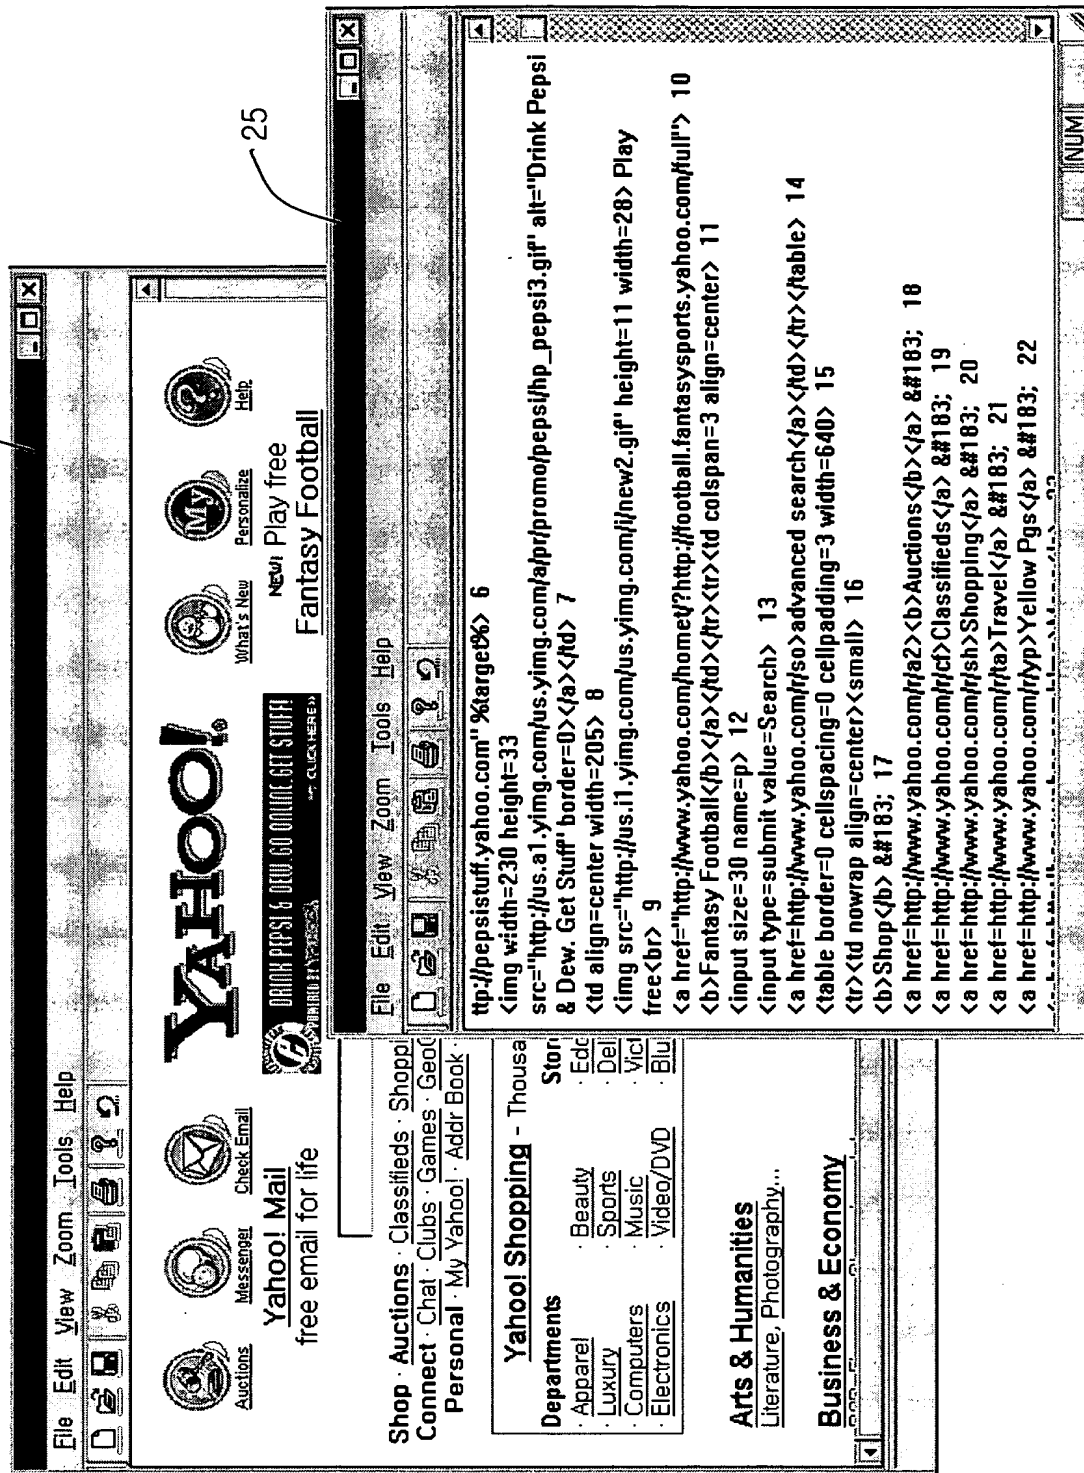 25
File Edit View Zoom Tools Help
Auctions Messenger Check Email YAHOO! What's New Personalize Help
Yahoo! Mail
free email for life
DRINK PEPSI & DEW. GO ONLINE. GET STUFF!
CLICK HERE
NEW! Play free
Fantasy Football
Shop · Auctions · Classifieds · Shoppi
Connect · Chat · Clubs · Games · GeoC
Personal · My Yahoo! · Addr Book ·
Yahoo! Shopping - Thousa
Departments Stor
· Apparel · Beauty · Edd
· Luxury · Sports · Del
· Computers · Music · Vict
· Electronics · Video/DVD · Blu
Arts & Humanities
Literature, Photography...
Business & Economy
File Edit View Zoom Tools Help
ttp://pepsistuff.yahoo.com" %target%> 6
<img width=230 height=33
src="http://us.a1.yimg.com/us.yimg.com/a/pr/promo/pepsi/hp_pepsi3.gif" alt="Drink Pepsi
& Dew. Get Stuff" border=0></a></td> 7
<td align=center width=205> 8
<img src="http://us.i1.yimg.com/us.yimg.com/i/new2.gif" height=11 width=28> Play
free<br> 9
<a href="http://www.yahoo.com/homet/?http://football.fantasysports.yahoo.com/full"> 10
<b>Fantasy Football</b></a></td></tr><tr><td colspan=3 align=center> 11
<input size=30 name=p> 12
<input type=submit value=Search> 13
<a href=http://www.yahoo.com/r/so>advanced search</a></td></tr></table> 14
<table border=0 cellspacing=0 cellpadding=3 width=640> 15
<tr><td nowrap align=center><small> 16
<b>Shop</b> &#183; 17
<a href=http://www.yahoo.com/r/a2><b>Auctions</b></a> &#183; 18
<a href=http://www.yahoo.com/r/cf>Classifieds</a> &#183; 19
<a href=http://www.yahoo.com/r/sh>Shopping</a> &#183; 20
<a href=http://www.yahoo.com/r/ta>Travel</a> &#183; 21
<a href=http://www.yahoo.com/r/yp>Yellow Pgs</a> &#183; 22
NUM